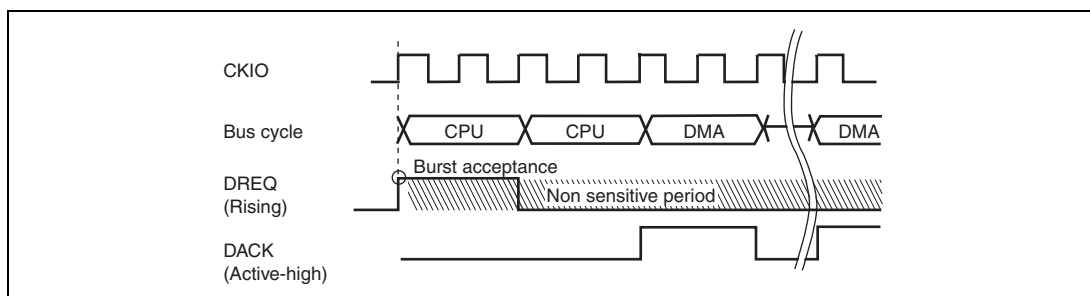 CKIO
Bus cycle
CPU CPU DMA DMA
Burst acceptance
DREQ
(Rising)
Non sensitive period
DACK
(Active-high)